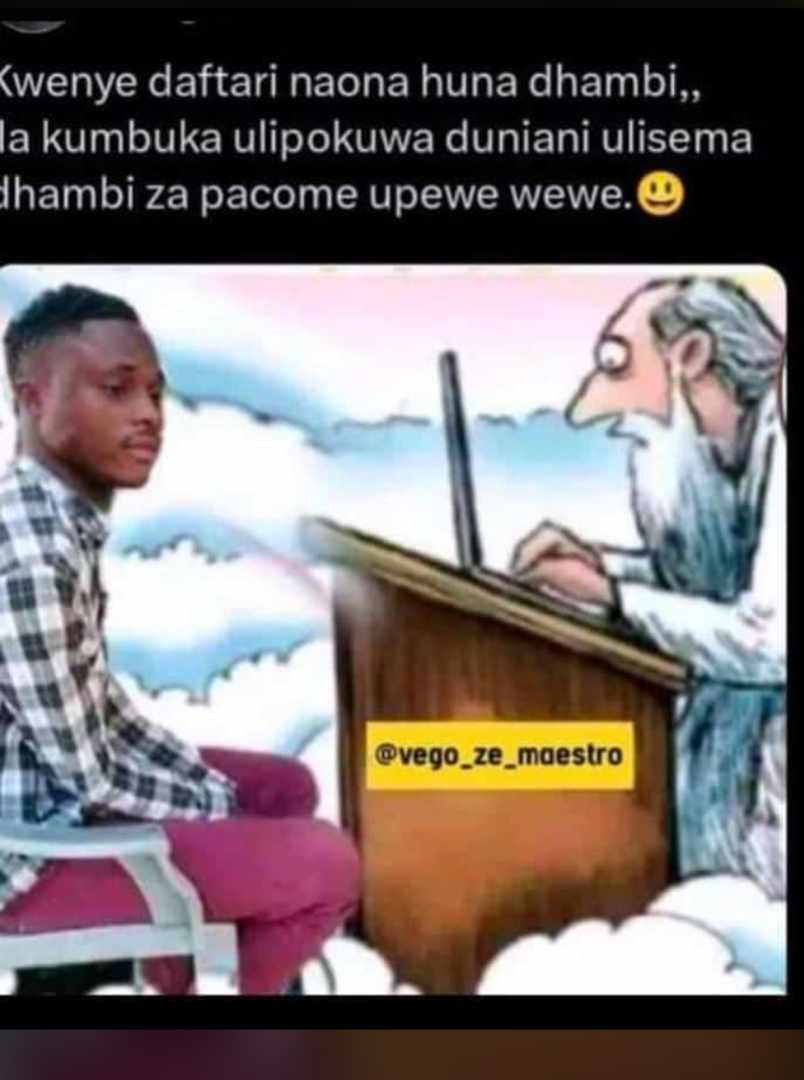 Kwenye daftari naona huna dhambi,,
la kumbuka ulipokuwa duniani ulisema
dhambi za pacome upewe wewe.😃
@vego_ze_maestro